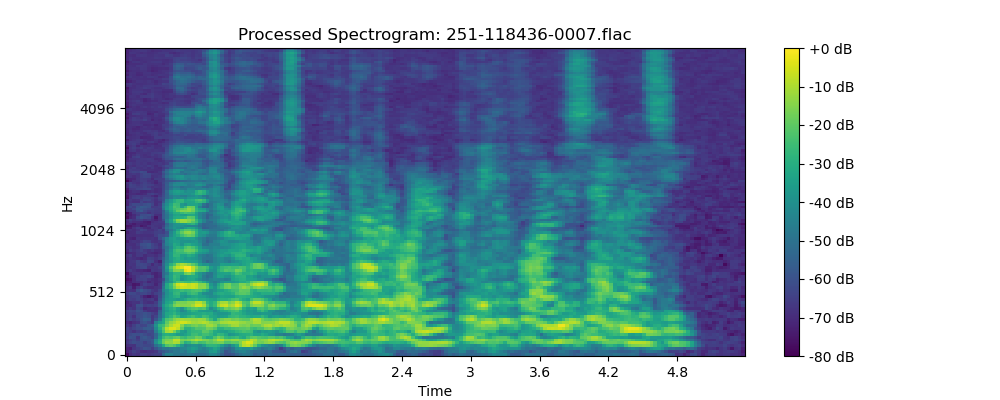 Processed Spectrogram: 251-118436-0007.flac
+0 dB
-10 dB
-20 dB
-30 dB
-40 dB
-50 dB
-60 dB
-70 dB
-80 dB
Hz
4096
2048
1024
512
0
0 0.6 1.2 1.8 2.4 3 3.6 4.2 4.8
Time